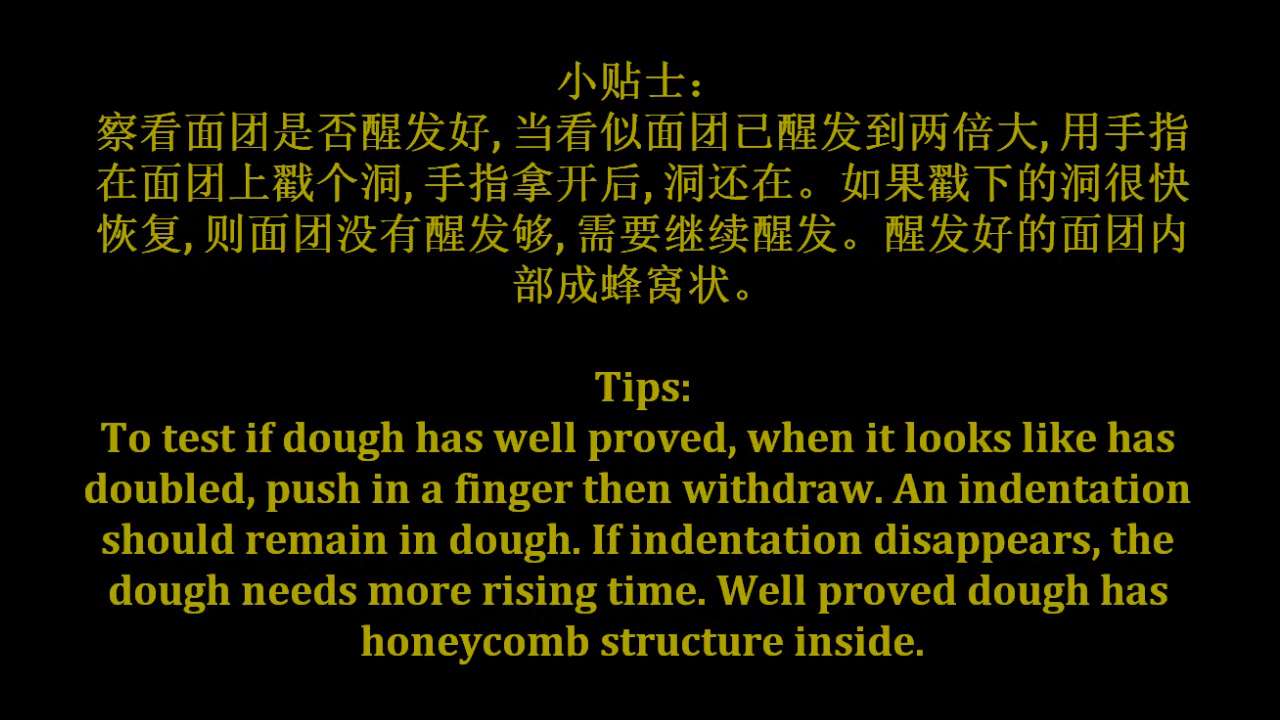 小贴士：
察看面团是否醒发好, 当看似面团已醒发到两倍大, 用手指
在面团上戳个洞, 手指拿开后, 洞还在。如果戳下的洞很快
恢复, 则面团没有醒发够, 需要继续醒发。醒发好的面团内
部成蜂窝状。
Tips:
To test if dough has well proved, when it looks like has
doubled, push in a finger then withdraw. An indentation
should remain in dough. If indentation disappears, the
dough needs more rising time. Well proved dough has
honeycomb structure inside.